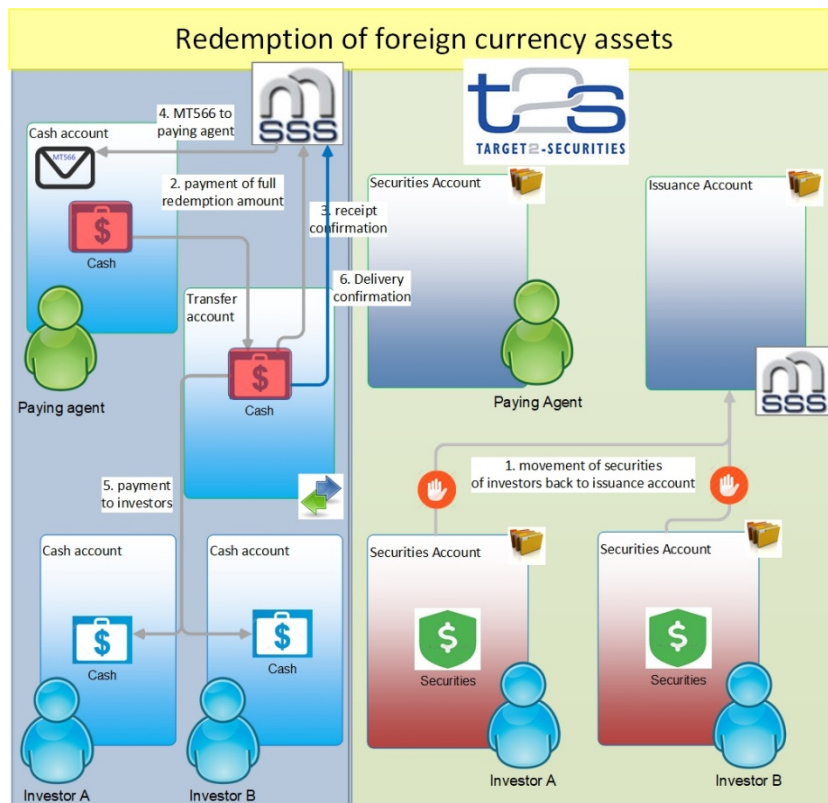 Redemption of foreign currency assets
4. MT566 to
paying agent
SSS
Cash account
MT566
2. payment of full
redemption amount
3. receipt
confirmation
Cash
6. Delivery
confirmation
Transfer
account
Cash
Paying agent
5. payment
to investors
Cash account
Cash account
Cash
Cash
Investor A
Investor B
t2s
TARGET2-SECURITIES
Securities Account
Issuance Account
Paying Agent
SSS
1. movement of securities
of investors back to issuance account
Securities Account
Securities Account
Securities
Securities
Investor A
Investor B